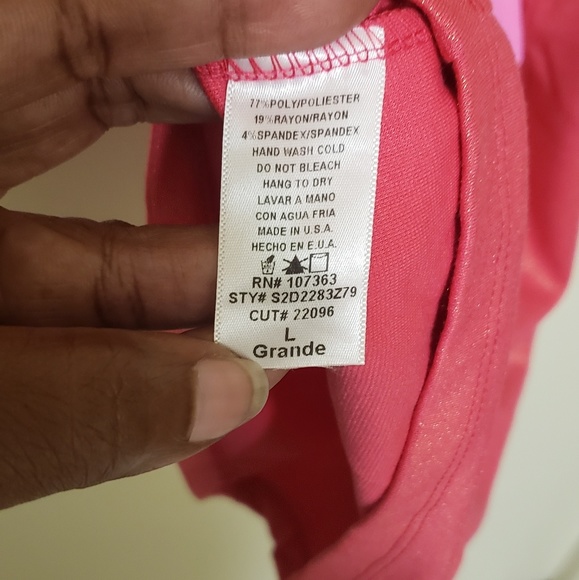 77%POLY/POLIESTER
19%RAYON/RAYON
4%SPANDEX/SPANDEX
HAND WASH COLD
DO NOT BLEACH
HANG TO DRY
LAVAR A MANO
CON AGUA FRIA
MADE IN U.S.A.
HECHO EN E.U.A.
RN# 107363
STY# S2D2283Z79
CUT# 22096
L
Grande